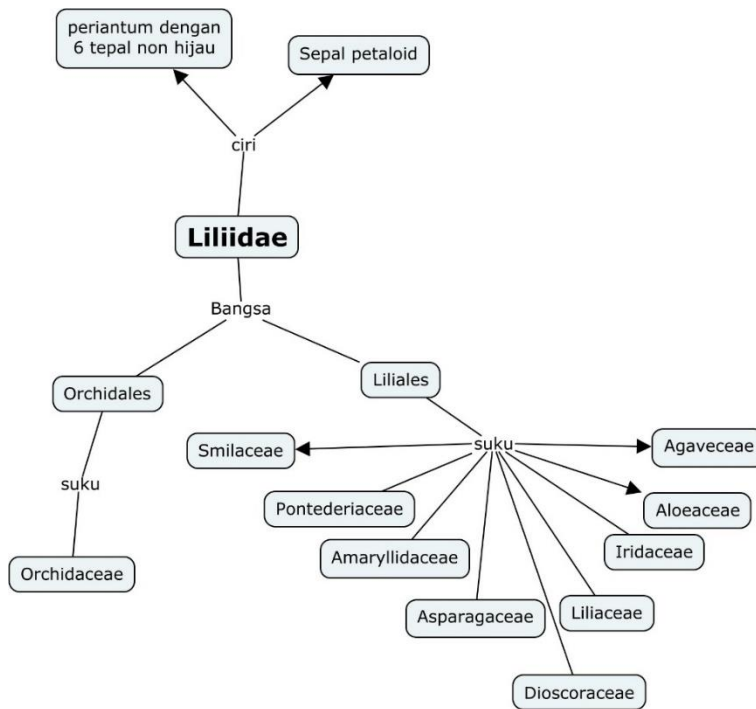 periantum dengan
6 tepal non hijau
Sepal petaloid
ciri
Liliidae
Bangsa
Orchidales
Liliales
suku
Smilaceae
Agaveceae
suku
Pontederiaceae
Aloeaceae
Amaryllidaceae
Iridaceae
Orchidaceae
Asparagaceae
Liliaceae
Dioscoraceae